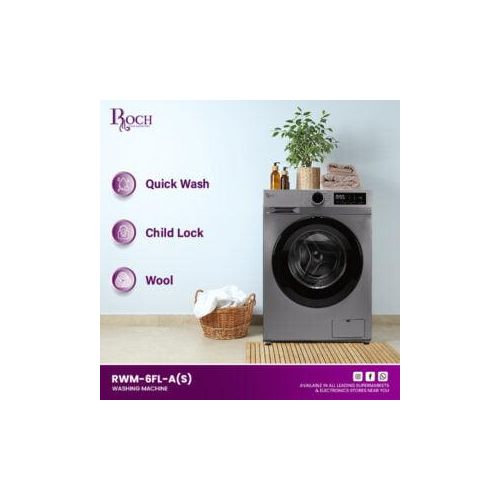 ROCH
Quick Wash
Child Lock
Wool
RWM-6FL-A(S)
WASHING MACHINE
AVAILABLE IN ALL LEADING SUPERMARKETS
& ELECTRONICS STORES NEAR YOU